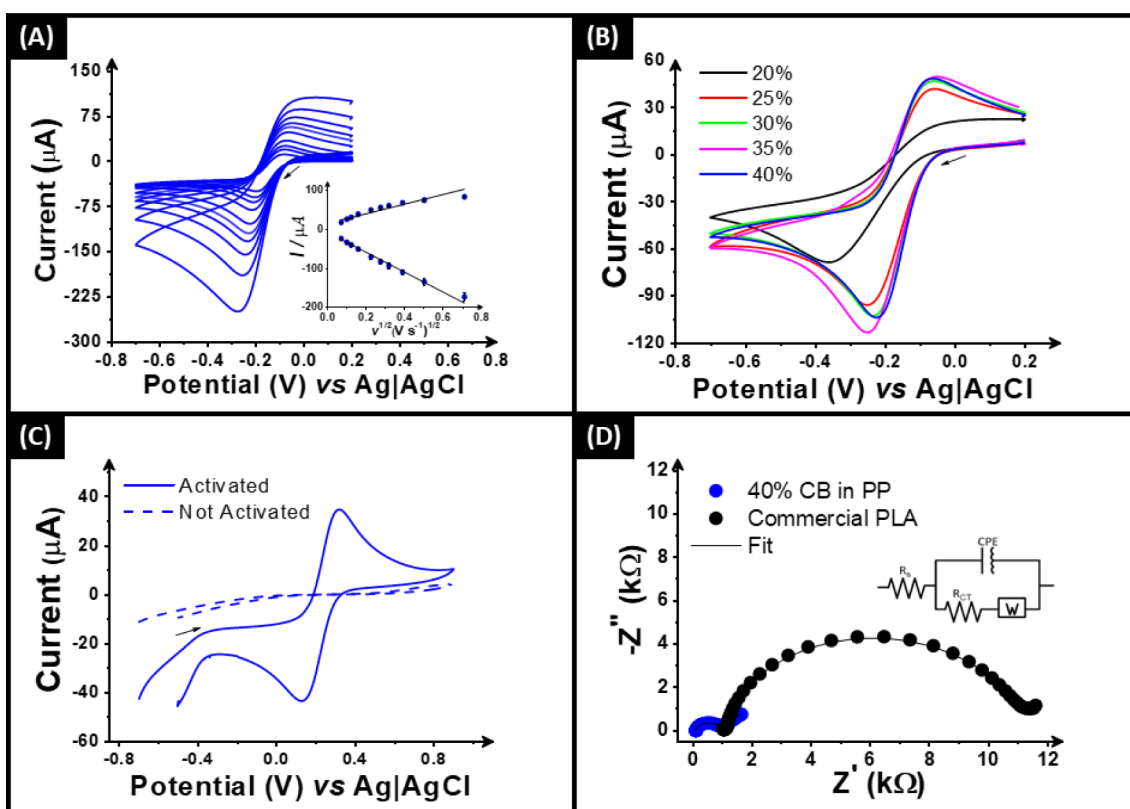 (A)
150
75
0
-75
-150
-225
-300
Current (µA)
-0.8 -0.6 -0.4 -0.2 0.0 0.2 0.4 0.6 0.8
Potential (V) vs Ag|AgCl
100
0
-100
-200
I / µA
0.0 0.2 0.4 0.6 0.8
v1/2(V s-1)1/2
(B)
60
30
0
-30
-60
-90
-120
Current (µA)
20%
25%
30%
35%
40%
-0.8 -0.6 -0.4 -0.2 0.0 0.2
Potential (V) vs Ag|AgCl
(C)
40
20
0
-20
-40
-60
Current (µA)
Activated
Not Activated
-0.8 -0.4 0.0 0.4 0.8
Potential (V) vs Ag|AgCl
(D)
12
10
8
6
4
2
0
-Z" (kΩ)
40% CB in PP
Commercial PLA
Fit
CPE
Rs
RCT
W
0 1 2 3 4 5 6 7 8 9 10 11 12
Z' (kΩ)